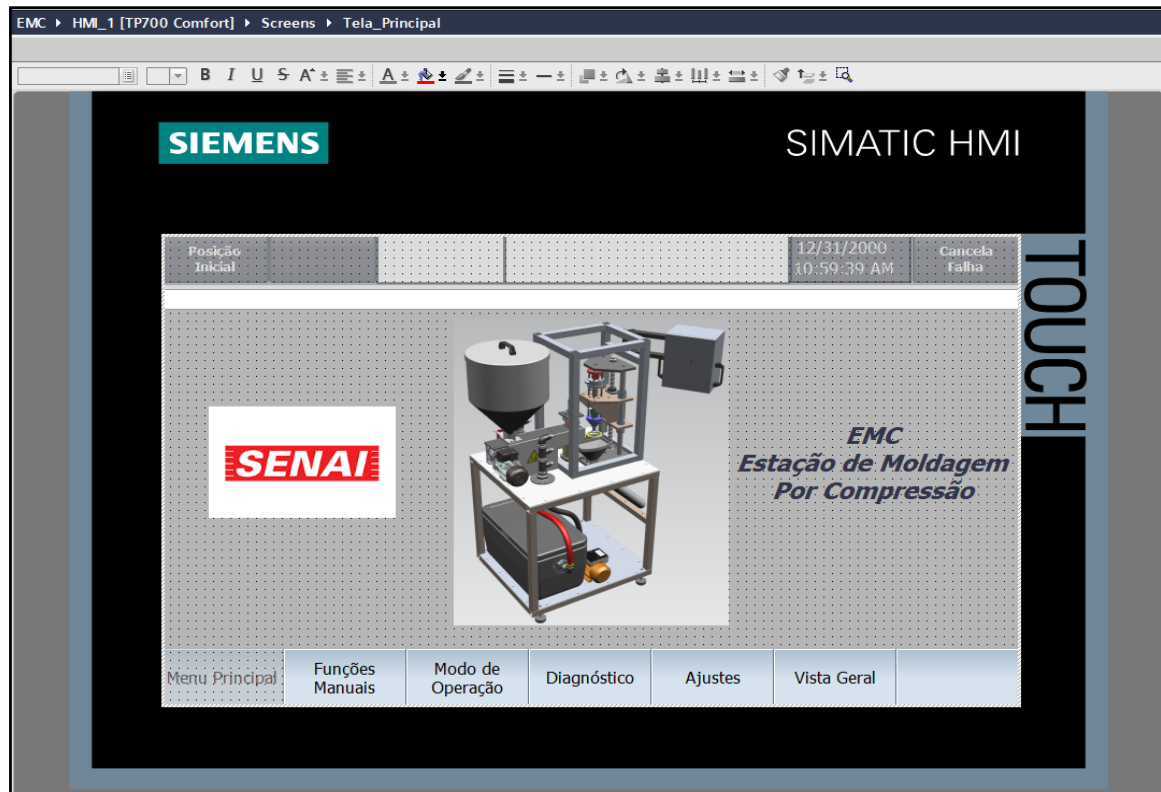 EMC ▸ HMI_1 [TP700 Comfort] ▸ Screens ▸ Tela_Principal
B I U S A A
SIEMENS
SIMATIC HMI
TOUCH
Posição
Inicial
12/31/2000
10:59:39 AM
Cancela
Falha
SENAI
EMC
Estação de Moldagem
Por Compressão
Menu Principal
Funções
Manuais
Modo de
Operação
Diagnóstico
Ajustes
Vista Geral